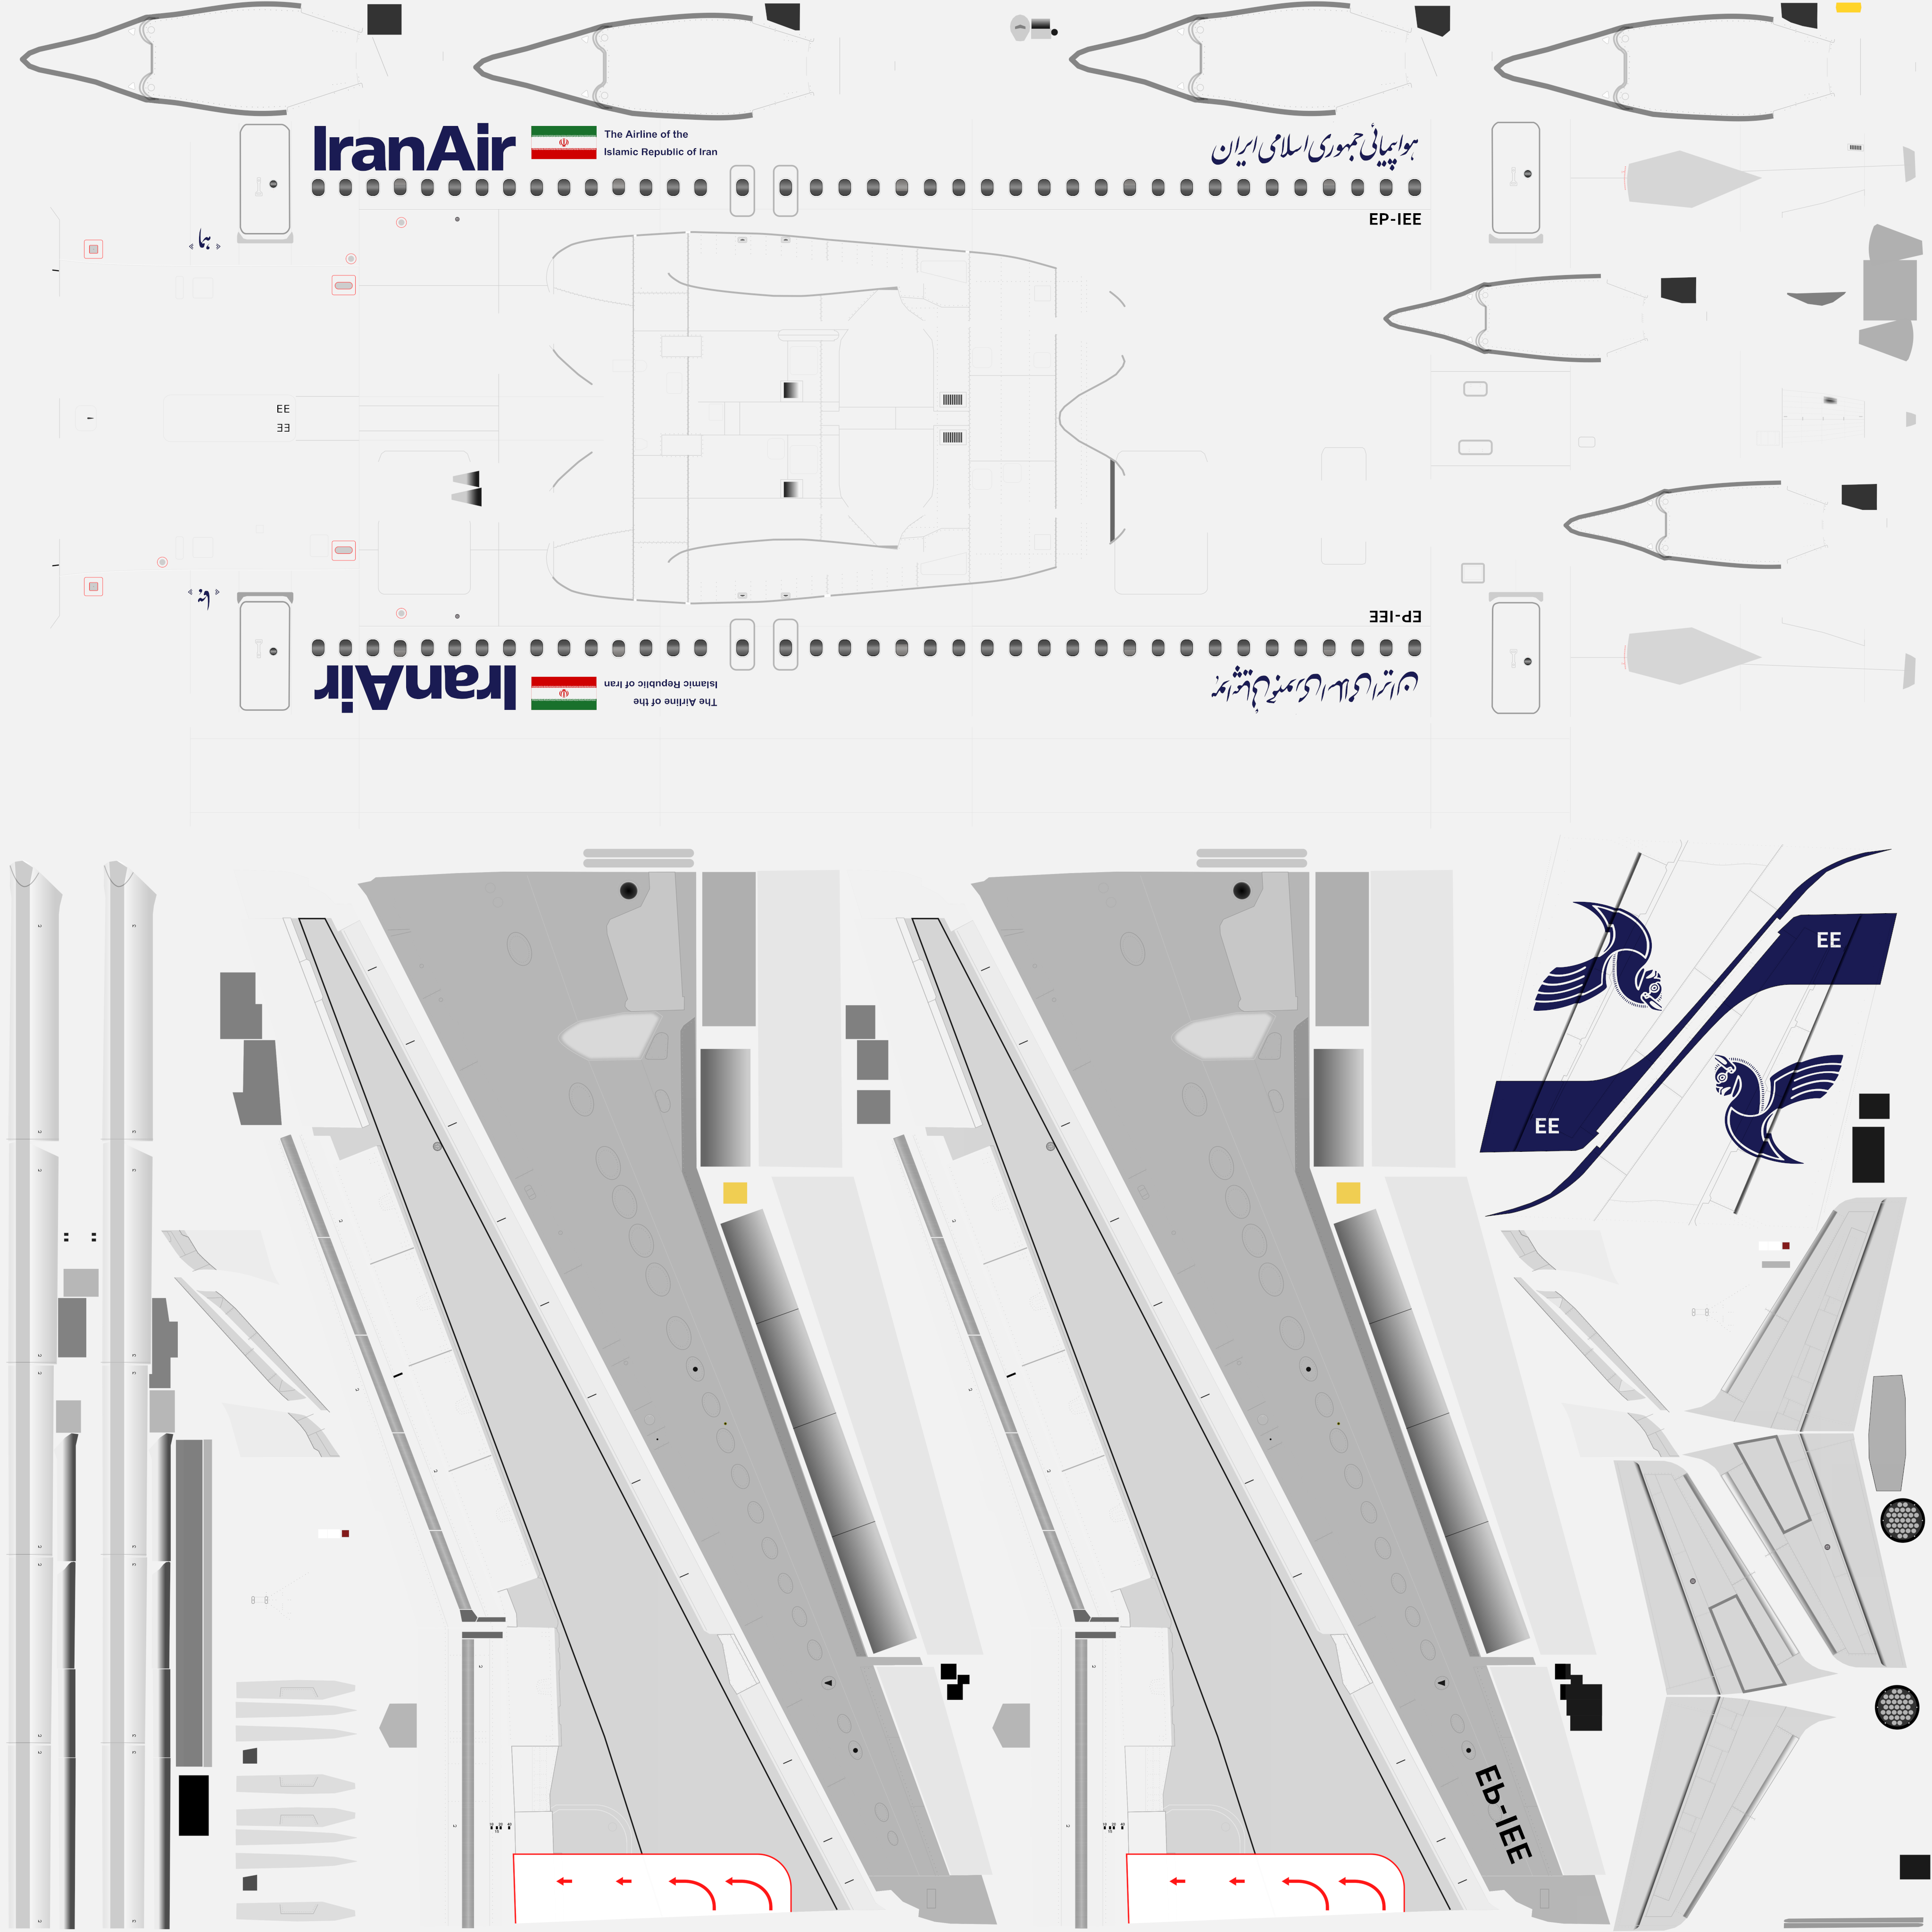 IranAir
The Airline of the
Islamic Republic of Iran
هواپیمائی جمهوری اسلامی ایران
EP-IEE
هما
EE
EE
EP-IEE
هما
IranAir
The Airline of the
Islamic Republic of Iran
هواپیمائی جمهوری اسلامی ایران
EE
EE
EP-IEE